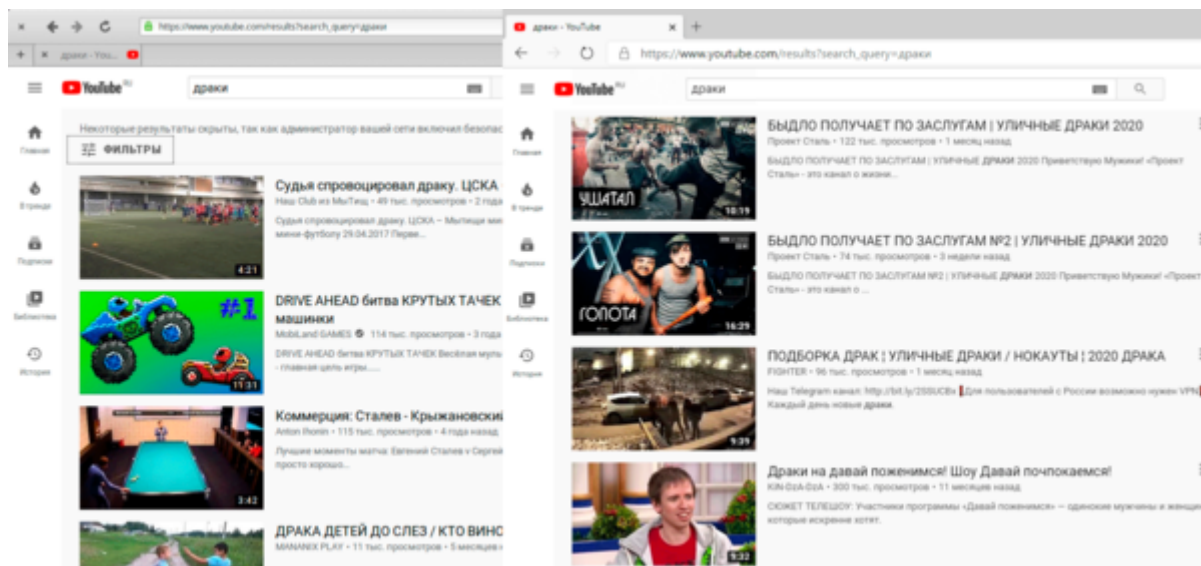 https://www.youtube.com/results?search_query=драки
драки - You...
YouTube RU
драки
Главная
В тренде
Подписки
Библиотека
История
Некоторые результаты скрыты, так как администратор вашей сети включил безопас
ФИЛЬТРЫ
Судья спровоцировал драку. ЦСКА
Наш Club из МыТищ • 49 тыс. просмотров • 2 года
Судья спровоцировал драку. ЦСКА – Мытищи ми
мини-футболу 29.04.2017 Перве...
4:21
DRIVE AHEAD битва КРУТЫХ ТАЧЕК
машинки
MobiLand GAMES 114 тыс. просмотров • 3 года
DRIVE AHEAD битва КРУТЫХ ТАЧЕК Весёлая муль
- главная цель игры.....
#1
11:31
Коммерция: Сталев - Крыжановский
Anton Ihonin • 115 тыс. просмотров • 4 года назад
Лучшие моменты матча: Евгений Сталев v Сергей
просто хорошо...
3:42
ДРАКА ДЕТЕЙ ДО СЛЕЗ / КТО ВИНО
MANANIX PLAY • 11 тыс. просмотров • 5 месяцев н
драки - YouTube
https://www.youtube.com/results?search_query=драки
YouTube RU
драки
Главная
В тренде
Подписки
Библиотека
История
БЫДЛО ПОЛУЧАЕТ ПО ЗАСЛУГАМ | УЛИЧНЫЕ ДРАКИ 2020
Проект Сталь • 122 тыс. просмотров • 1 месяц назад
БЫДЛО ПОЛУЧАЕТ ПО ЗАСЛУГАМ | УЛИЧНЫЕ ДРАКИ 2020 Приветствую Мужики! «Проект
Сталь» - это канал о жизни...
УШАТАЛ
10:19
БЫДЛО ПОЛУЧАЕТ ПО ЗАСЛУГАМ №2 | УЛИЧНЫЕ ДРАКИ 2020
Проект Сталь • 74 тыс. просмотров • 3 недели назад
БЫДЛО ПОЛУЧАЕТ ПО ЗАСЛУГАМ №2 | УЛИЧНЫЕ ДРАКИ 2020 Приветствую Мужики! «Проект
Сталь» - это канал о ...
ГОПОТА
16:29
ПОДБОРКА ДРАК ¦ УЛИЧНЫЕ ДРАКИ / НОКАУТЫ ¦ 2020 ДРАКА
FIGHTER • 96 тыс. просмотров • 1 месяц назад
Наш Telegram канал: http://bit.ly/2SSUCBx Для пользователей с России возможно нужен VPN
Каждый день новые драки.
9:39
Драки на давай поженимся! Шоу Давай почпокаемся!
KiN-DzA-DzA • 300 тыс. просмотров • 11 месяцев назад
СЮЖЕТ ТЕЛЕШОУ: Участники программы «Давай поженимся» — одинокие мужчины и женщи
которые искренне хотят.
9:32